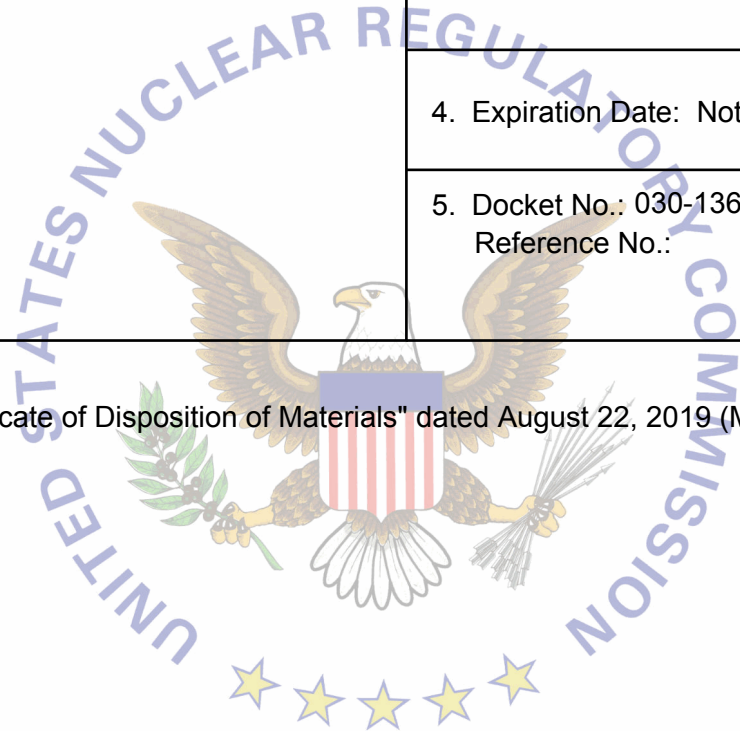 UNITED STATES NUCLEAR REGULATORY COMMISSION
4. Expiration Date: Not
5. Docket No.: 030-136
Reference No.:
cate of Disposition of Materials" dated August 22, 2019 (M